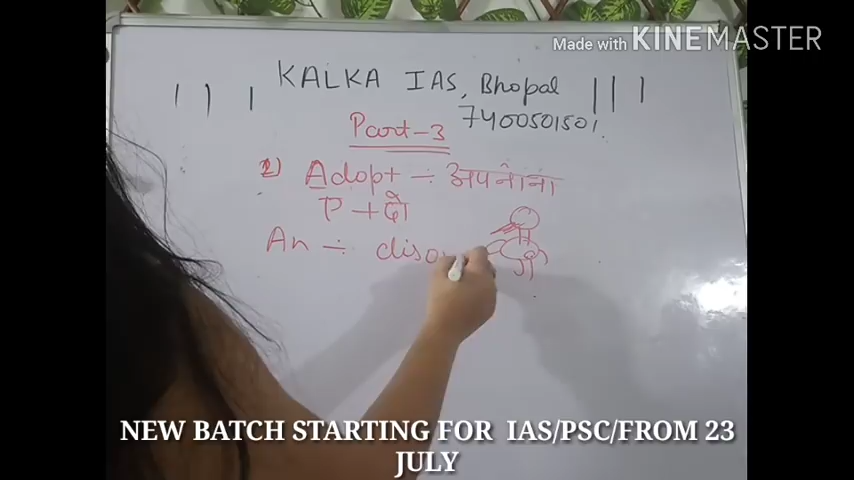 Made with KINEMASTER
KALKA IAS, Bhopal
7400501501
Part-3
1) Adopt ÷ अपनाना
P + दो
An ÷
NEW BATCH STARTING FOR IAS/PSC/FROM 23
JULY